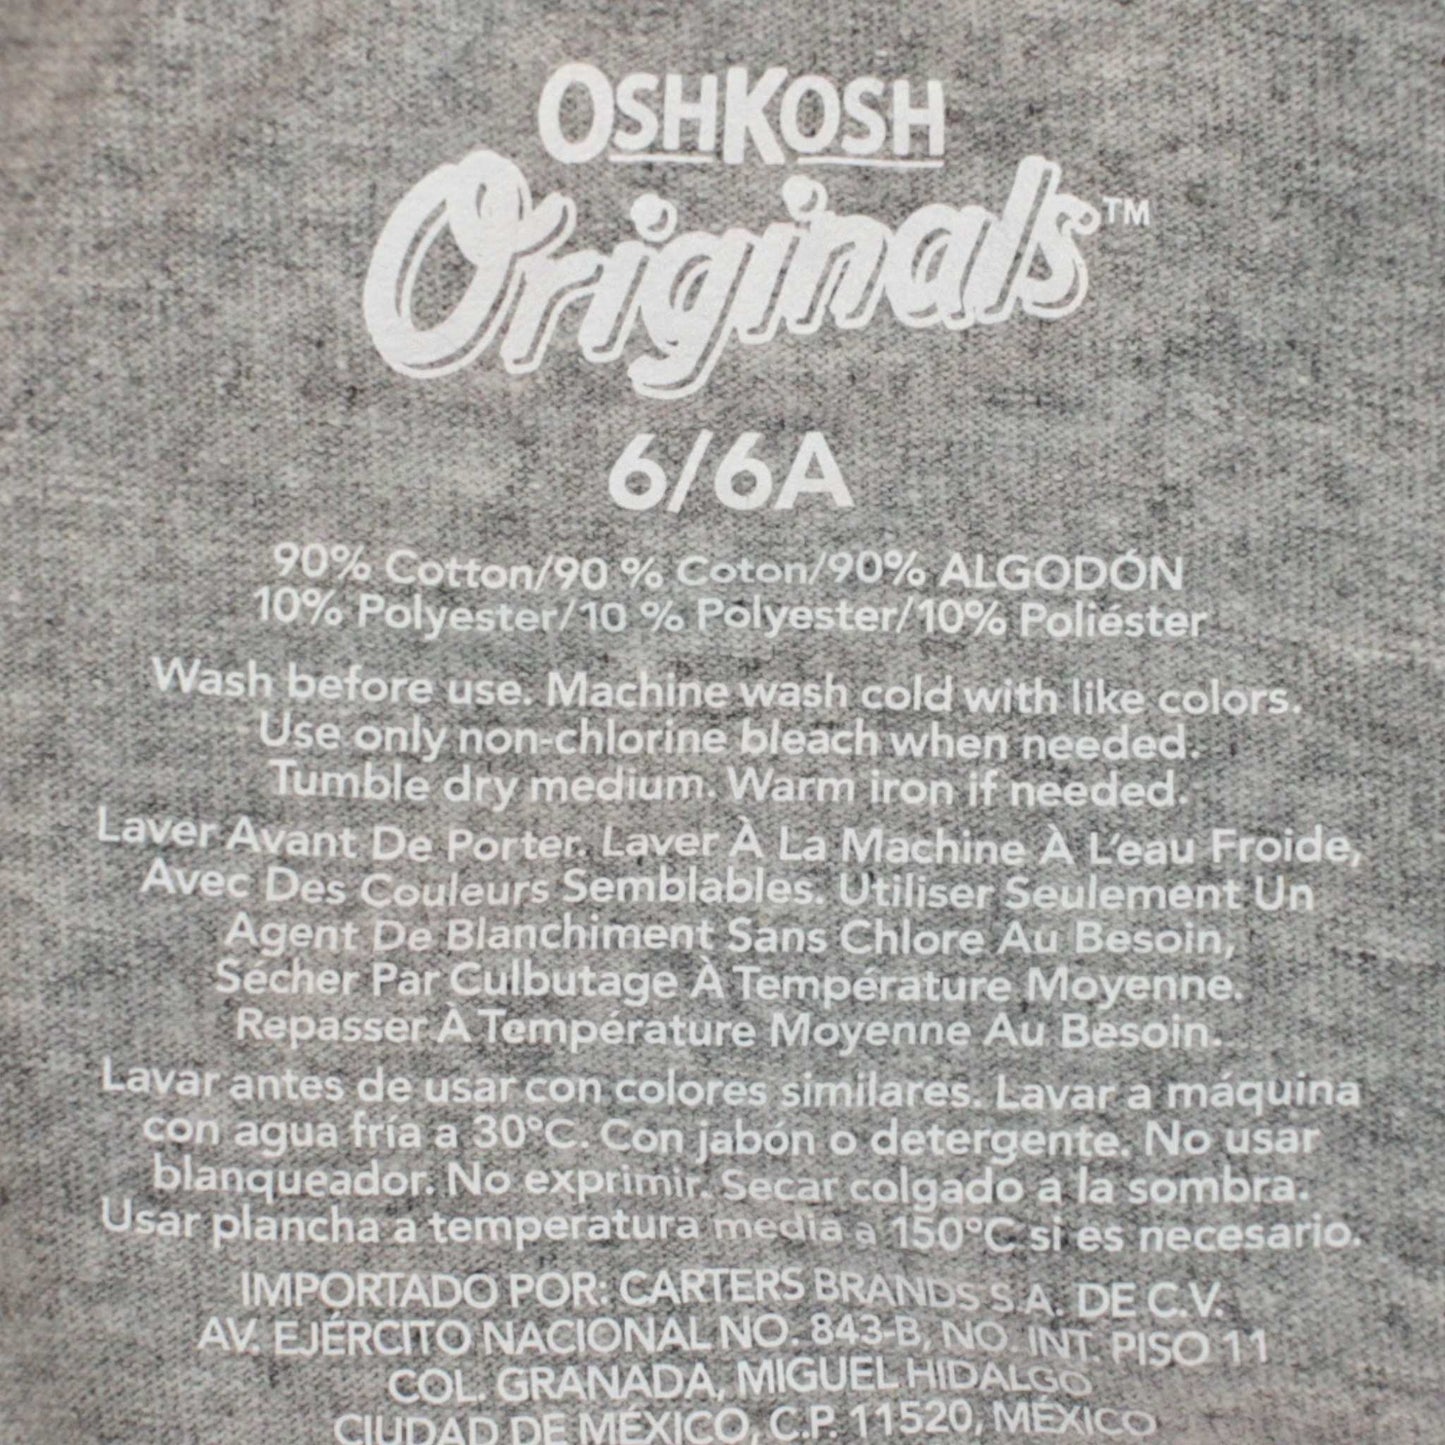 OSHKOSH
Originals™
6/6A
90% Cotton/90 % Coton/90% ALGODÓN
10% Polyester/10 % Polyester/10% Poliéster
Wash before use. Machine wash cold with like colors.
Use only non-chlorine bleach when needed.
Tumble dry medium. Warm iron if needed.
Laver Avant De Porter. Laver À La Machine À L'eau Froide,
Avec Des Couleurs Semblables. Utiliser Seulement Un
Agent De Blanchiment Sans Chlore Au Besoin,
Sécher Par Culbutage À Température Moyenne.
Repasser À Température Moyenne Au Besoin.
Lavar antes de usar con colores similares. Lavar a máquina
con agua fría a 30°C. Con jabón o detergente. No usar
blanqueador. No exprimir. Secar colgado a la sombra.
Usar plancha a temperatura media a 150°C si es necesario.
IMPORTADO POR: CARTERS BRANDS S.A. DE C.V.
AV. EJÉRCITO NACIONAL NO. 843-B, NO. INT. PISO 11
COL. GRANADA, MIGUEL HIDALGO
CIUDAD DE MÉXICO, C.P. 11520, MÉXICO